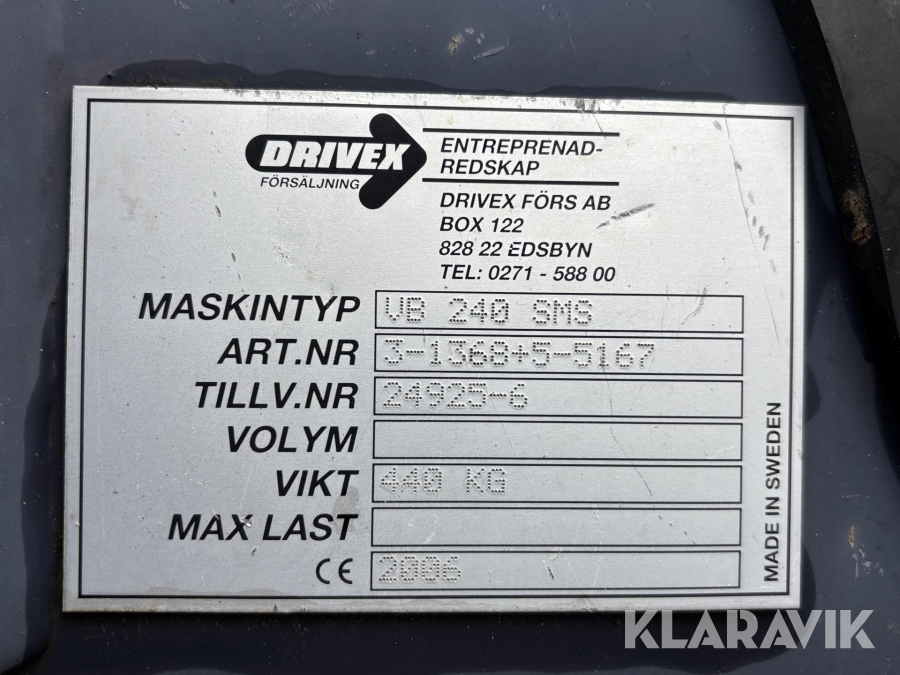 DRIVEX
FÖRSÄLJNING
ENTREPRENAD-
REDSKAP
DRIVEX FÖRS AB
BOX 122
828 22 EDSBYN
TEL: 0271 - 588 00
MASKINTYP VB 240 SMS
ART.NR 3-1368+5-5167
TILLV.NR 24925-6
VOLYM
VIKT 440 KG
MAX LAST
CE 2006
MADE IN SWEDEN
KLARAVIK